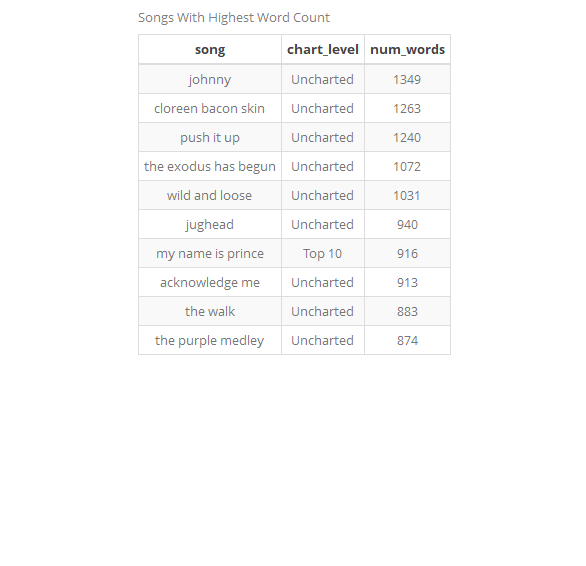 Songs With Highest Word Count
song chart_level num_words
johnny Uncharted 1349
cloreen bacon skin Uncharted 1263
push it up Uncharted 1240
the exodus has begun Uncharted 1072
wild and loose Uncharted 1031
jughead Uncharted 940
my name is prince Top 10 916
acknowledge me Uncharted 913
the walk Uncharted 883
the purple medley Uncharted 874